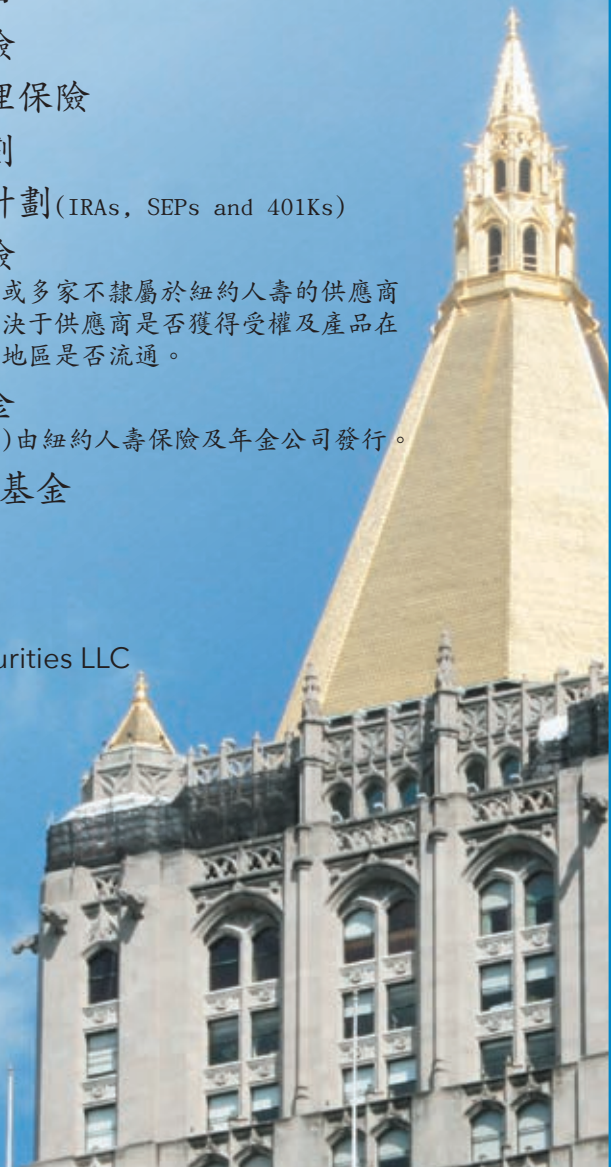 險
理保險
劃
計劃(IRAs, SEPs and 401Ks)
險
或多家不隸屬於紐約人壽的供應商
決于供應商是否獲得受權及產品在
地區是否流通。
金
)由紐約人壽保險及年金公司發行。
基金
urities LLC